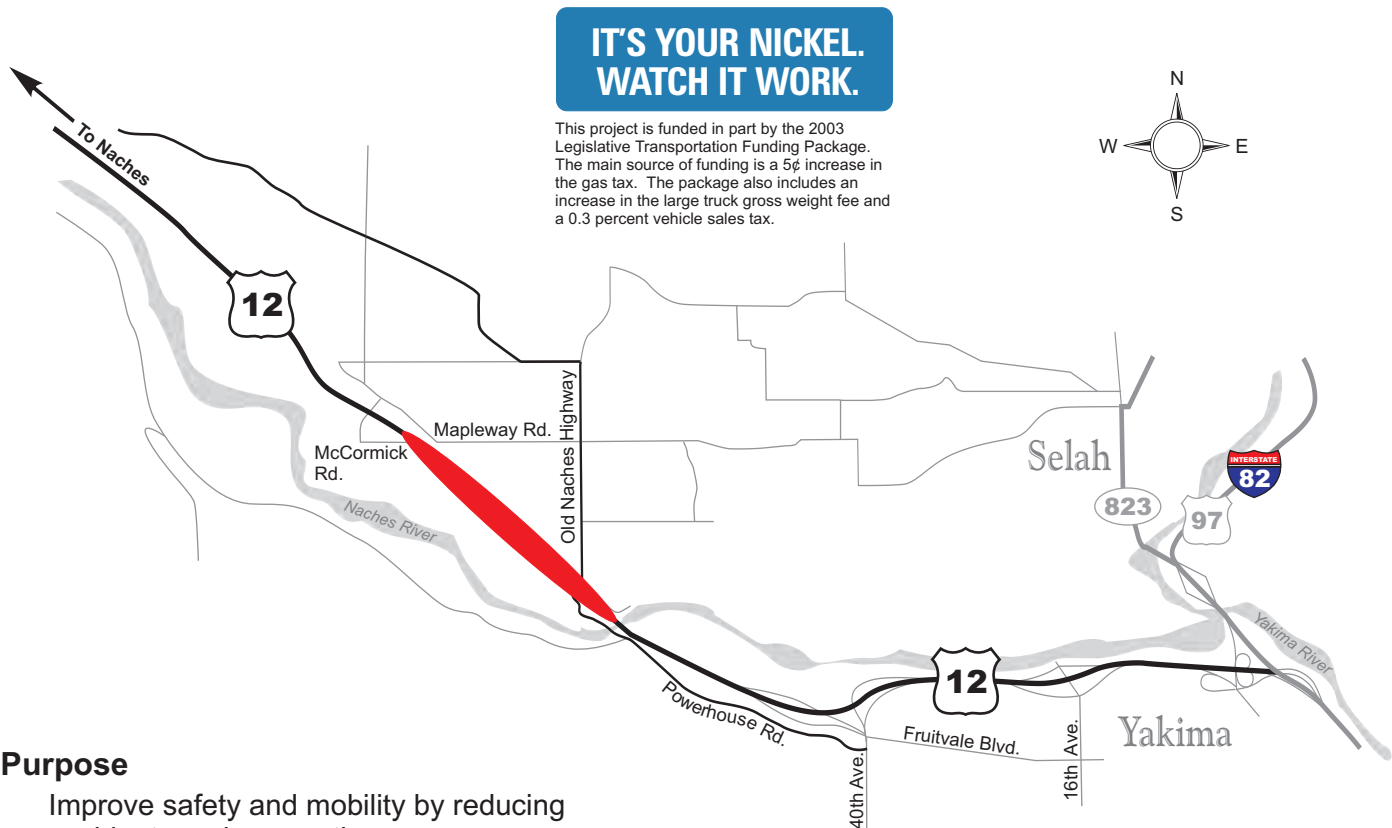 IT'S YOUR NICKEL.
WATCH IT WORK.
This project is funded in part by the 2003
Legislative Transportation Funding Package.
The main source of funding is a 5¢ increase in
the gas tax. The package also includes an
increase in the large truck gross weight fee and
a 0.3 percent vehicle sales tax.
N
W
E
S
To Naches
12
Mapleway Rd.
McCormick
Rd.
Old Naches Highway
Naches River
Selah
INTERSTATE
82
823
97
Yakima River
12
Powerhouse Rd.
Fruitvale Blvd.
40th Ave.
16th Ave.
Yakima
Purpose
Improve safety and mobility by reducing